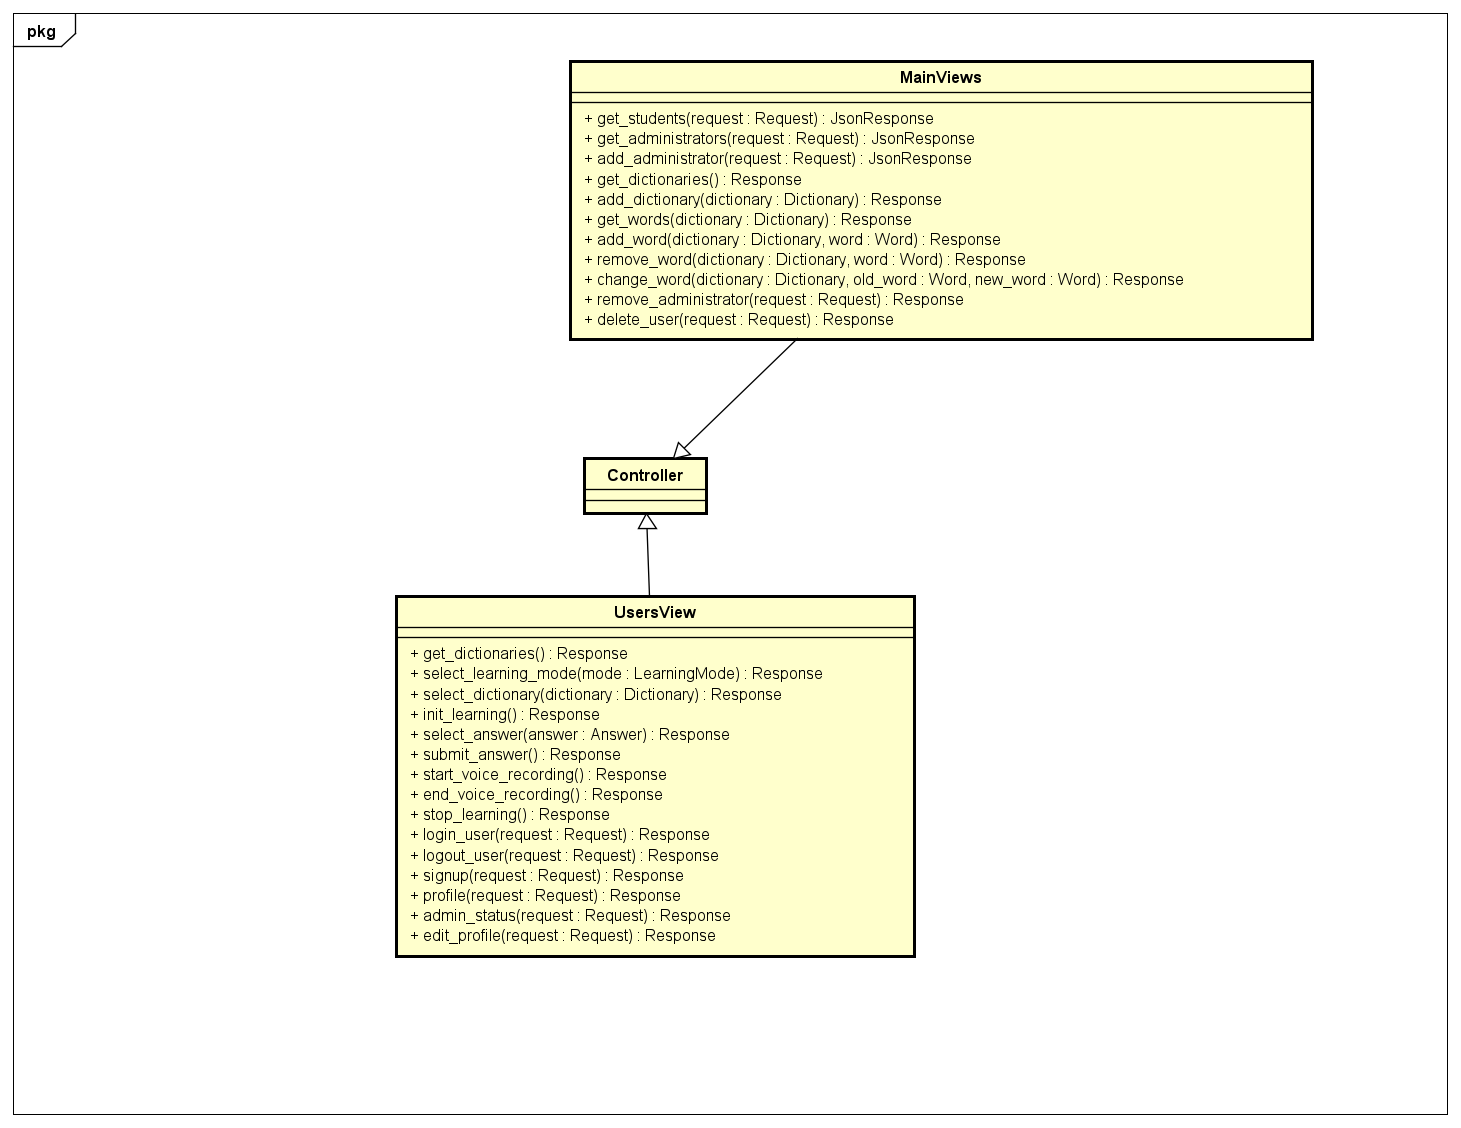 pkg
MainViews
+ get_students(request : Request) : JsonResponse
+ get_administrators(request : Request) : JsonResponse
+ add_administrator(request : Request) : JsonResponse
+ get_dictionaries() : Response
+ add_dictionary(dictionary : Dictionary) : Response
+ get_words(dictionary : Dictionary) : Response
+ add_word(dictionary : Dictionary, word : Word) : Response
+ remove_word(dictionary : Dictionary, word : Word) : Response
+ change_word(dictionary : Dictionary, old_word : Word, new_word : Word) : Response
+ remove_administrator(request : Request) : Response
+ delete_user(request : Request) : Response
Controller
UsersView
+ get_dictionaries() : Response
+ select_learning_mode(mode : LearningMode) : Response
+ select_dictionary(dictionary : Dictionary) : Response
+ init_learning() : Response
+ select_answer(answer : Answer) : Response
+ submit_answer() : Response
+ start_voice_recording() : Response
+ end_voice_recording() : Response
+ stop_learning() : Response
+ login_user(request : Request) : Response
+ logout_user(request : Request) : Response
+ signup(request : Request) : Response
+ profile(request : Request) : Response
+ admin_status(request : Request) : Response
+ edit_profile(request : Request) : Response